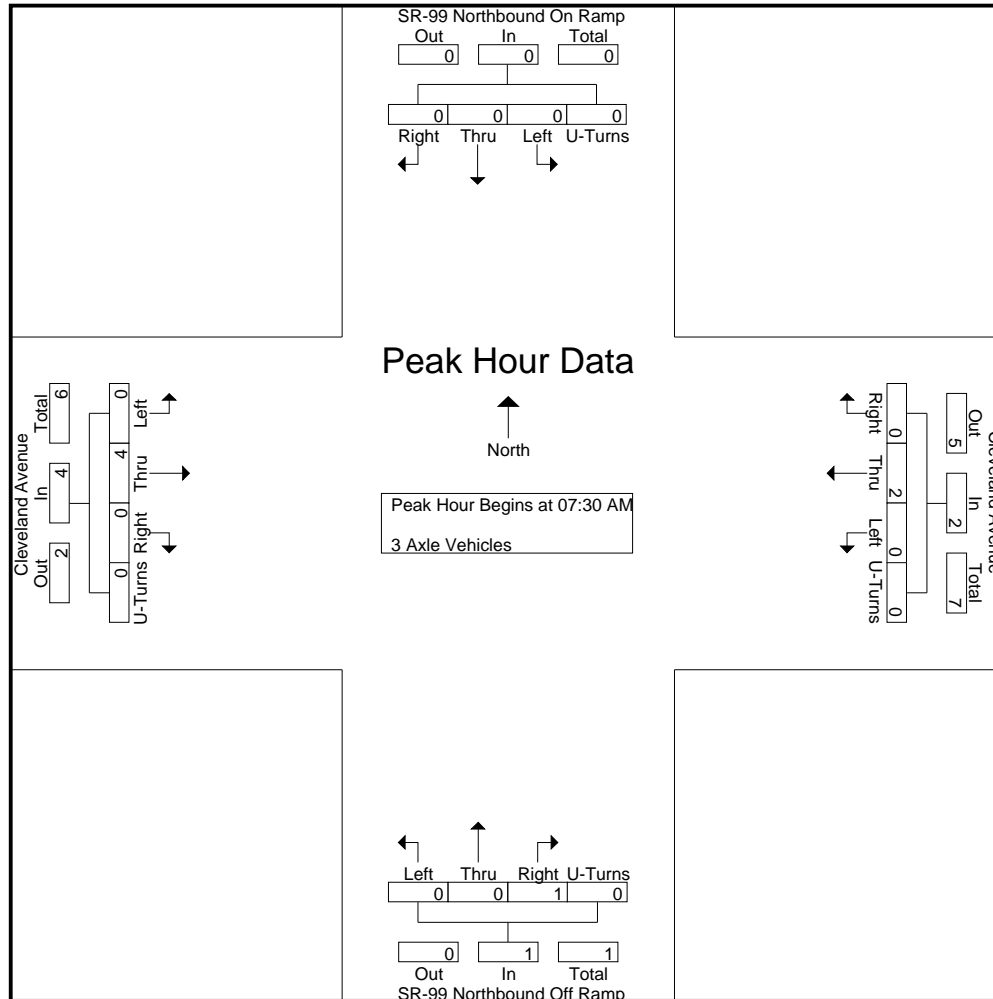 SR-99 Northbound On Ramp
Out In Total
0 0 0
0 0 0 0
Right Thru Left U-Turns
Peak Hour Data
North
Peak Hour Begins at 07:30 AM
3 Axle Vehicles
Cleveland Avenue
Out In Total
2 4 6
0 0 4 0
U-Turns Right Thru Left
Cleveland Avenue
Out In Total
5 2 7
0 2 0 0
Right Thru Left U-Turns
Left Thru Right U-Turns
0 0 1 0
0 1 1
Out In Total
SR-99 Northbound Off Ramp